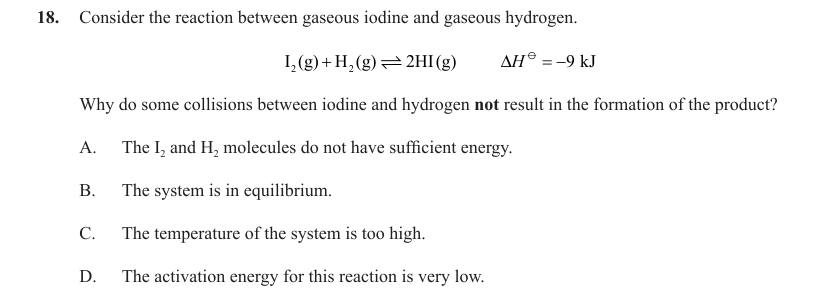 18. Consider the reaction between gaseous iodine and gaseous hydrogen.
I₂(g) + H₂(g) ⇌ 2HI(g) ΔH⊖ = −9 kJ
Why do some collisions between iodine and hydrogen not result in the formation of the product?
A. The I₂ and H₂ molecules do not have sufficient energy.
B. The system is in equilibrium.
C. The temperature of the system is too high.
D. The activation energy for this reaction is very low.